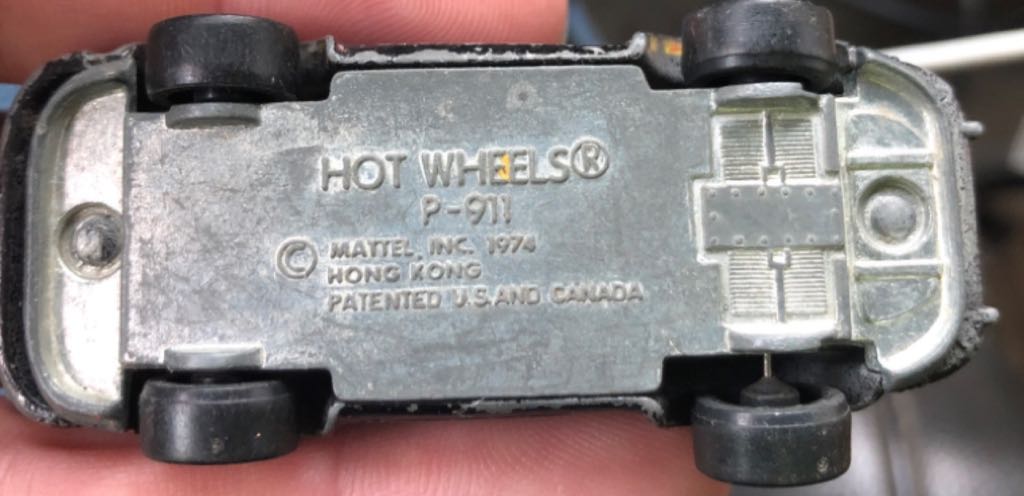 HOT WHEELS®
P-911
© MATTEL, INC. 1974
HONG KONG
PATENTED U.S. AND CANADA